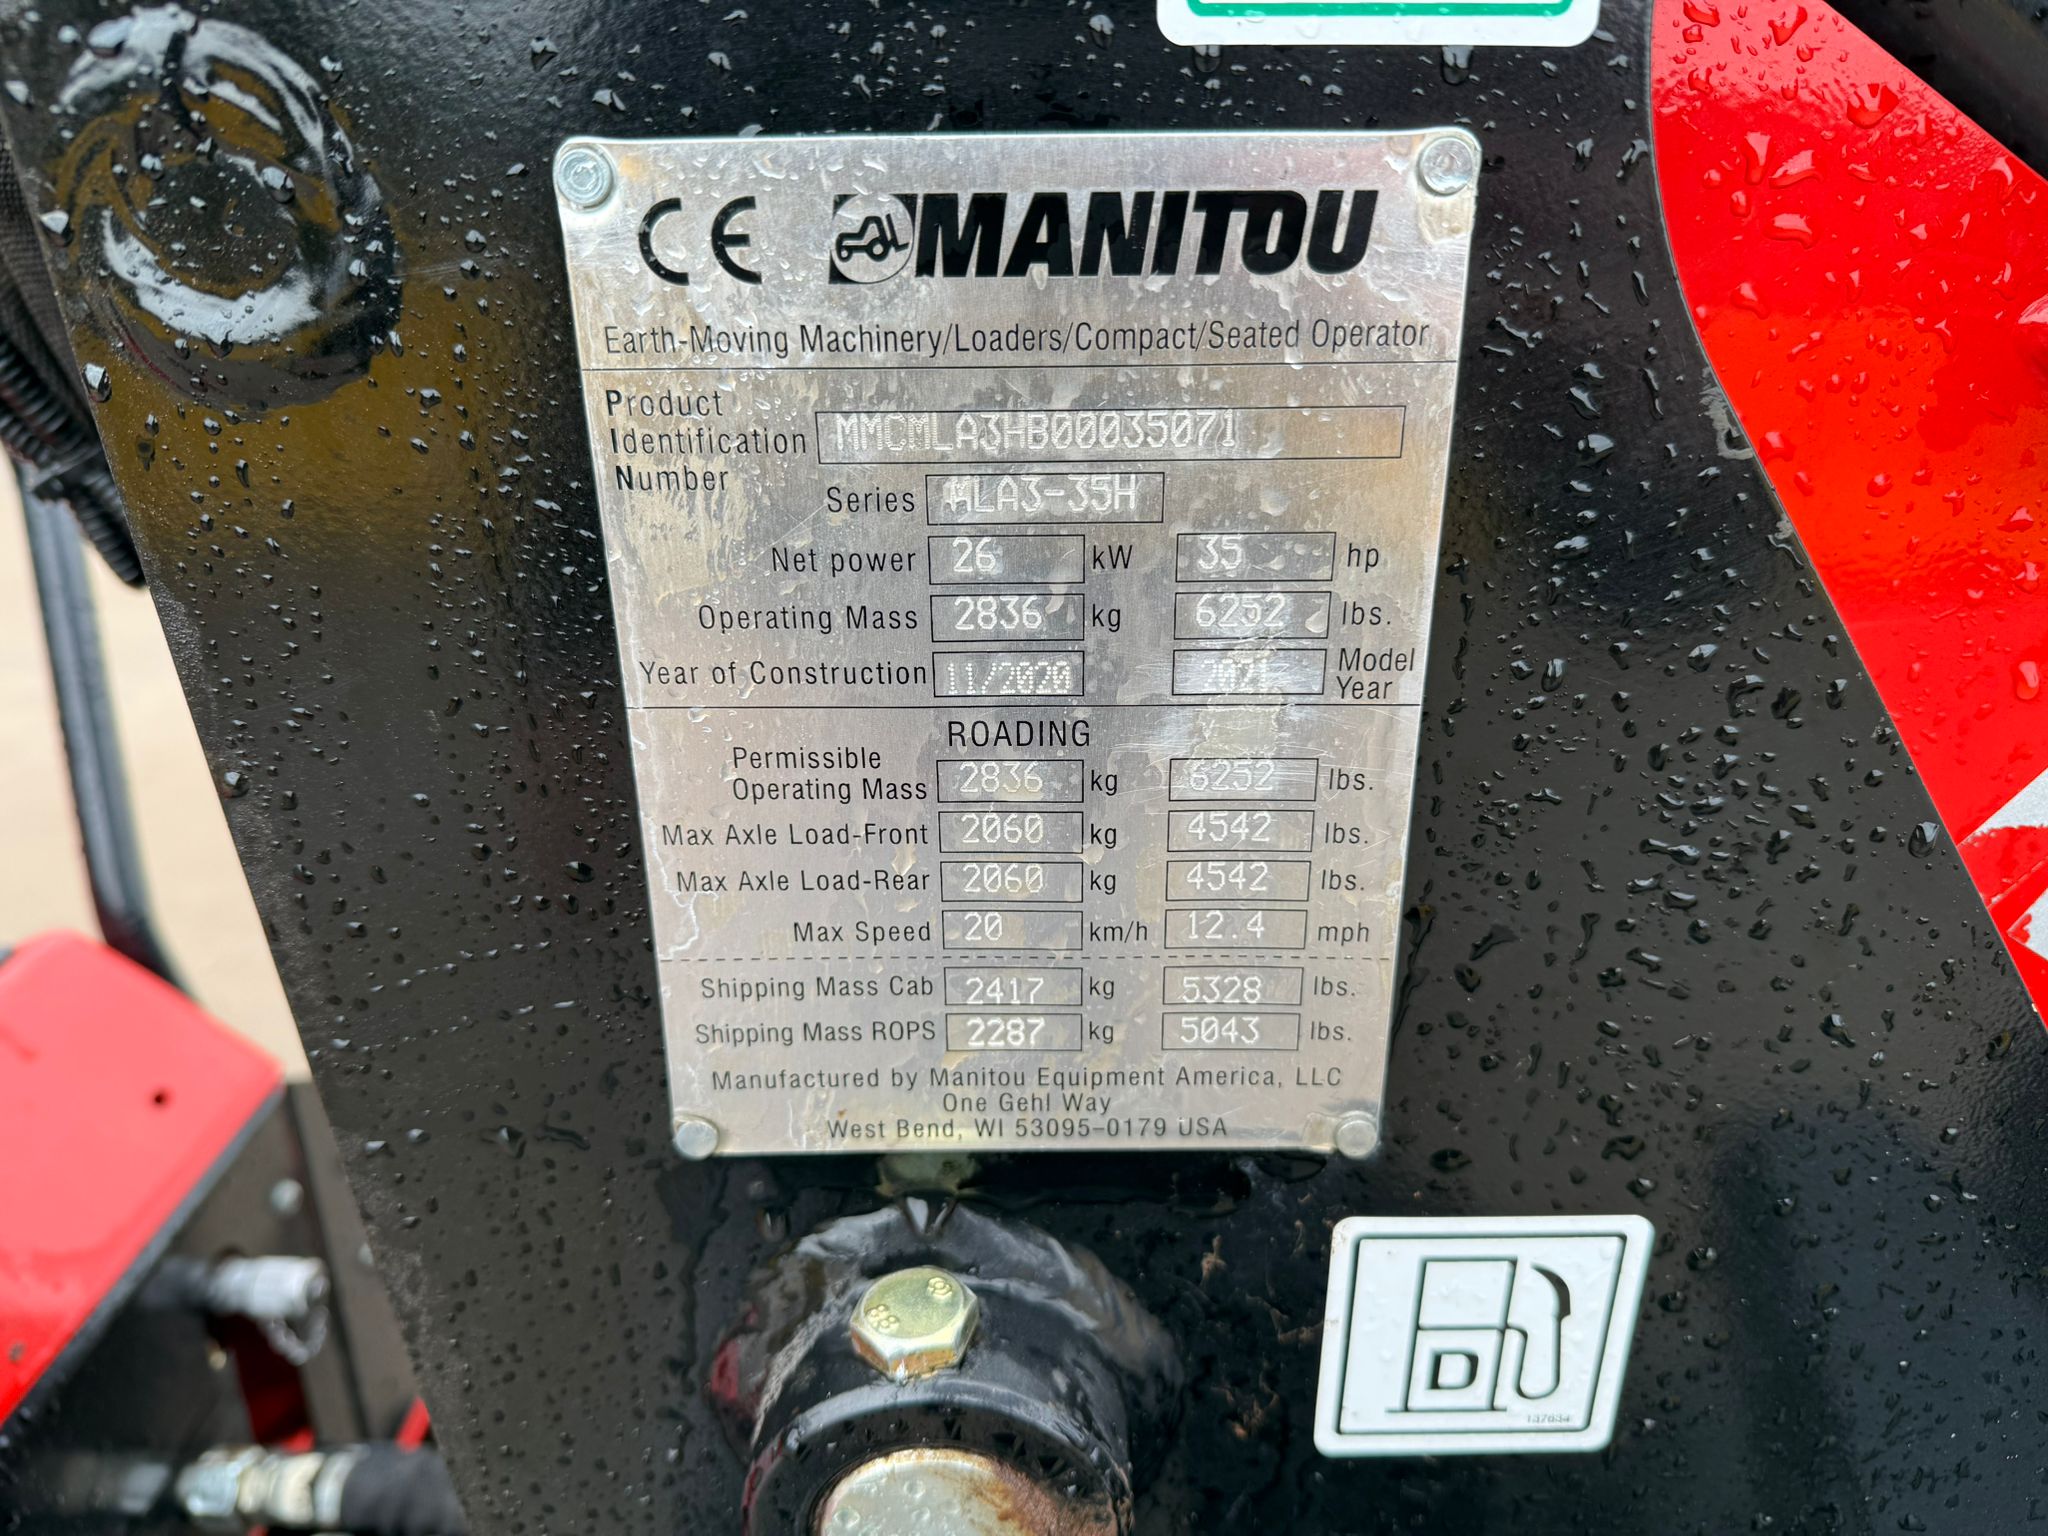 CE MANITOU
Earth-Moving Machinery/Loaders/Compact/Seated Operator
Product
Identification MMCMLA3HB00035071
Number
Series MLA3-35H
Net power 26 kW 35 hp
Operating Mass 2836 kg 6252 lbs.
Year of Construction 11/2020 2021 Model
Year
ROADING
Permissible
Operating Mass 2836 kg 6252 lbs.
Max Axle Load-Front 2060 kg 4542 lbs.
Max Axle Load-Rear 2060 kg 4542 lbs.
Max Speed 20 km/h 12.4 mph
Shipping Mass Cab 2417 kg 5328 lbs.
Shipping Mass ROPS 2287 kg 5043 lbs.
Manufactured by Manitou Equipment America, LLC
One Gehl Way
West Bend, WI 53095-0179 USA
8.8
D